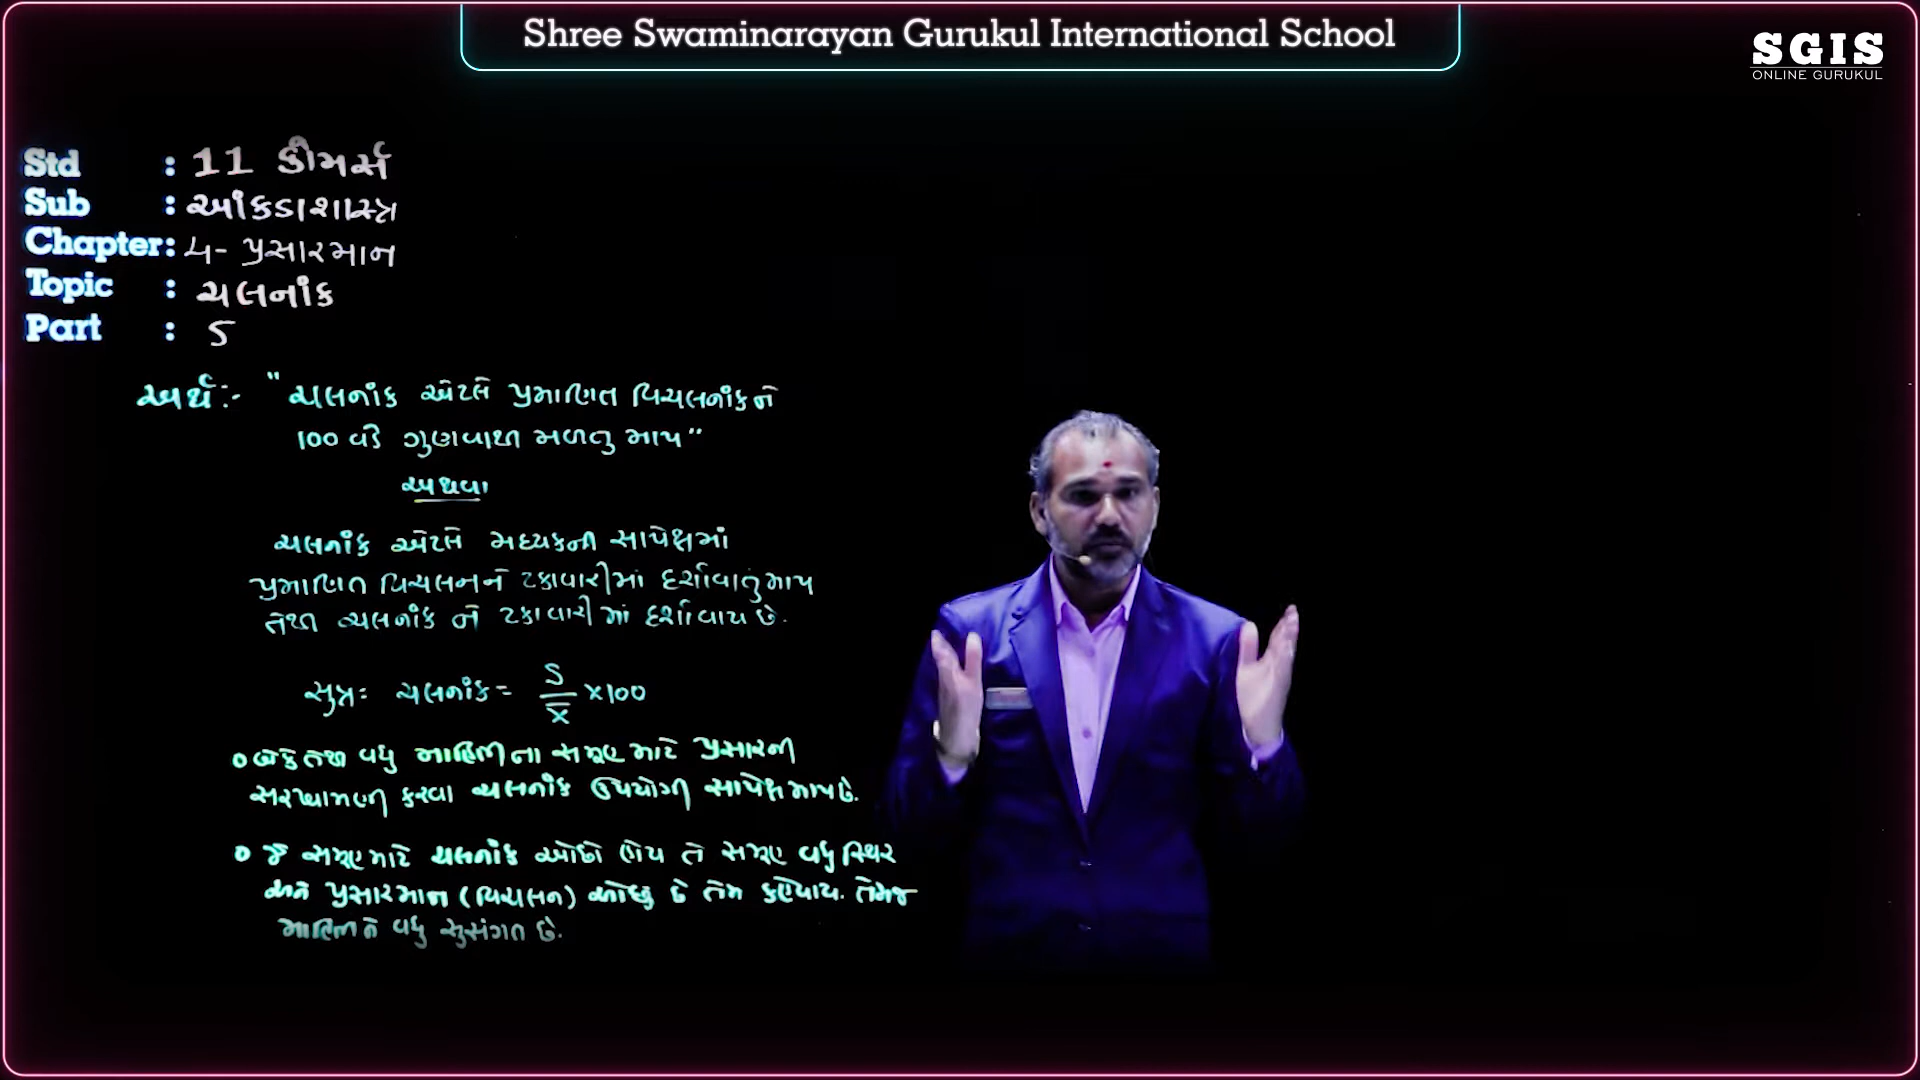 Shree Swaminarayan Gurukul International School
SGIS
ONLINE GURUKUL
Std : 11 કોમર્સ
Sub : આંકડાશાસ્ત્ર
Chapter: 4- પ્રસારમાન
Topic : ચલનાંક
Part : 5
અર્થ:- "ચલનાંક એટલે પ્રમાણિત વિચલનાંકને
100 વડે ગુણવાથી મળતુ માપ"
અથવા
ચલનાંક એટલે મધ્યકની સાપેક્ષમાં
પ્રમાણિત વિચલનને ટકાવારીમાં દર્શાવાતું માપ
તેથી ચલનાંક ને ટકાવારી માં દર્શાવાય છે.
સુત્ર: ચલનાંક = S/x̄ ×100
૦ બે કે તેથી વધુ માહિતીના સમૂહ માટે પ્રસારની
સરખામણી કરવા ચલનાંક ઉપયોગી સાપેક્ષ માપ છે.
૦ જે સમૂહ માટે ચલનાંક ઓછો હોય તે સમૂહ વધુ સ્થિર
અને પ્રસારમાન (વિચલન) ઓછું છે તેમ કહેવાય. તેમજ
માહિતી તે વધુ સુસંગત છે.